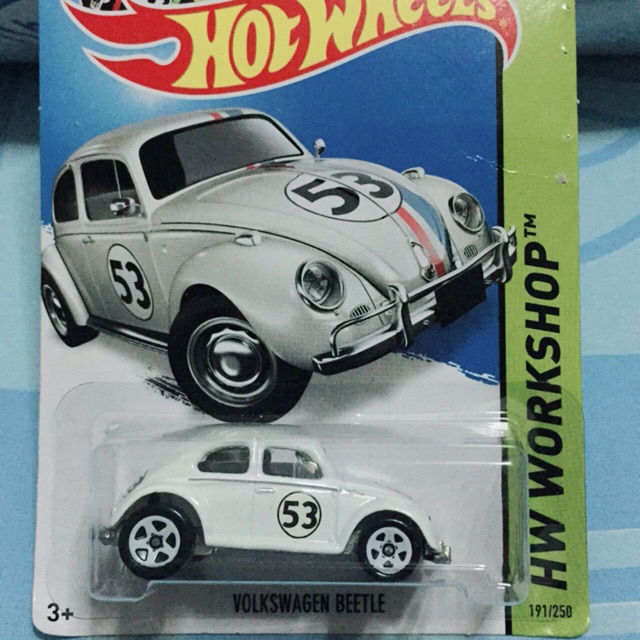 HOT WHEELS
53
53
HW WORKSHOP™
53
VOLKSWAGEN BEETLE
3+
191/250